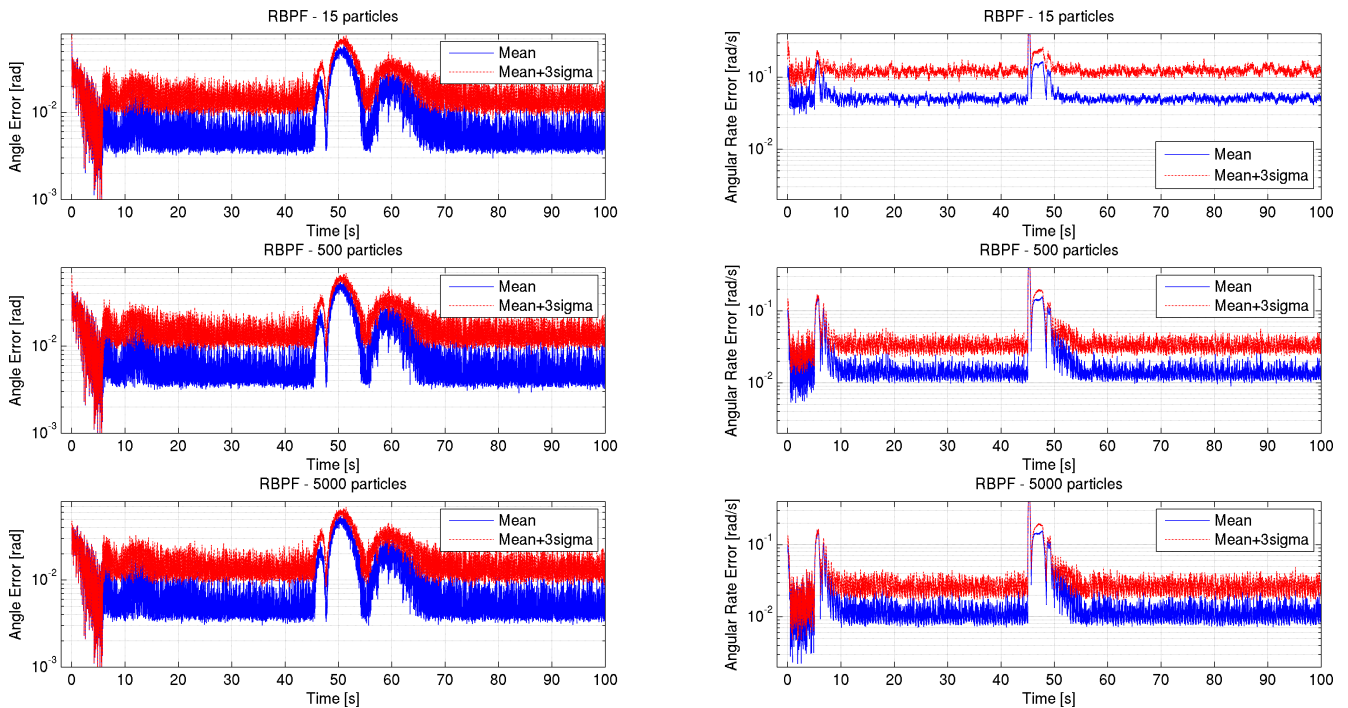 RBPF - 15 particles
Angle Error [rad]
10⁻²
10⁻³
Mean
Mean+3sigma
0 10 20 30 40 50 60 70 80 90 100
Time [s]
RBPF - 15 particles
Angular Rate Error [rad/s]
10⁻¹
10⁻²
Mean
Mean+3sigma
0 10 20 30 40 50 60 70 80 90 100
Time [s]
RBPF - 500 particles
Angle Error [rad]
10⁻²
10⁻³
Mean
Mean+3sigma
0 10 20 30 40 50 60 70 80 90 100
Time [s]
RBPF - 500 particles
Angular Rate Error [rad/s]
10⁻¹
10⁻²
Mean
Mean+3sigma
0 10 20 30 40 50 60 70 80 90 100
Time [s]
RBPF - 5000 particles
Angle Error [rad]
10⁻²
10⁻³
Mean
Mean+3sigma
0 10 20 30 40 50 60 70 80 90 100
Time [s]
RBPF - 5000 particles
Angular Rate Error [rad/s]
10⁻¹
10⁻²
Mean
Mean+3sigma
0 10 20 30 40 50 60 70 80 90 100
Time [s]